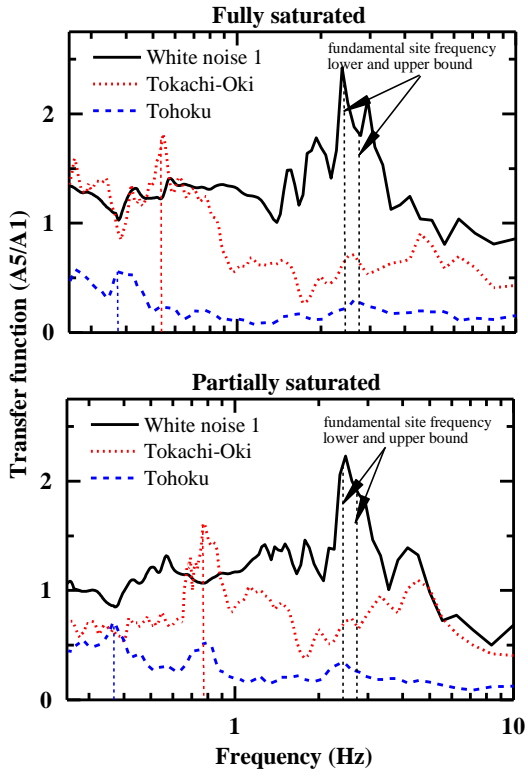 Fully saturated
White noise 1
Tokachi-Oki
Tohoku
fundamental site frequency
lower and upper bound
2
1
0
Partially saturated
White noise 1
Tokachi-Oki
Tohoku
fundamental site frequency
lower and upper bound
2
1
0
1
10
Frequency (Hz)
Transfer function (A5/A1)